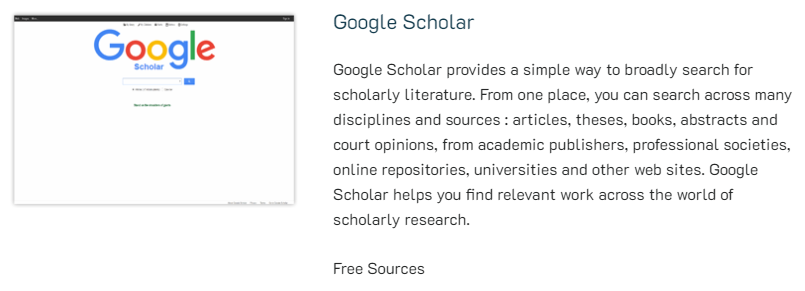 Google
Scholar
Google Scholar
Google Scholar provides a simple way to broadly search for
scholarly literature. From one place, you can search across many
disciplines and sources : articles, theses, books, abstracts and
court opinions, from academic publishers, professional societies,
online repositories, universities and other web sites. Google
Scholar helps you find relevant work across the world of
scholarly research.
Free Sources